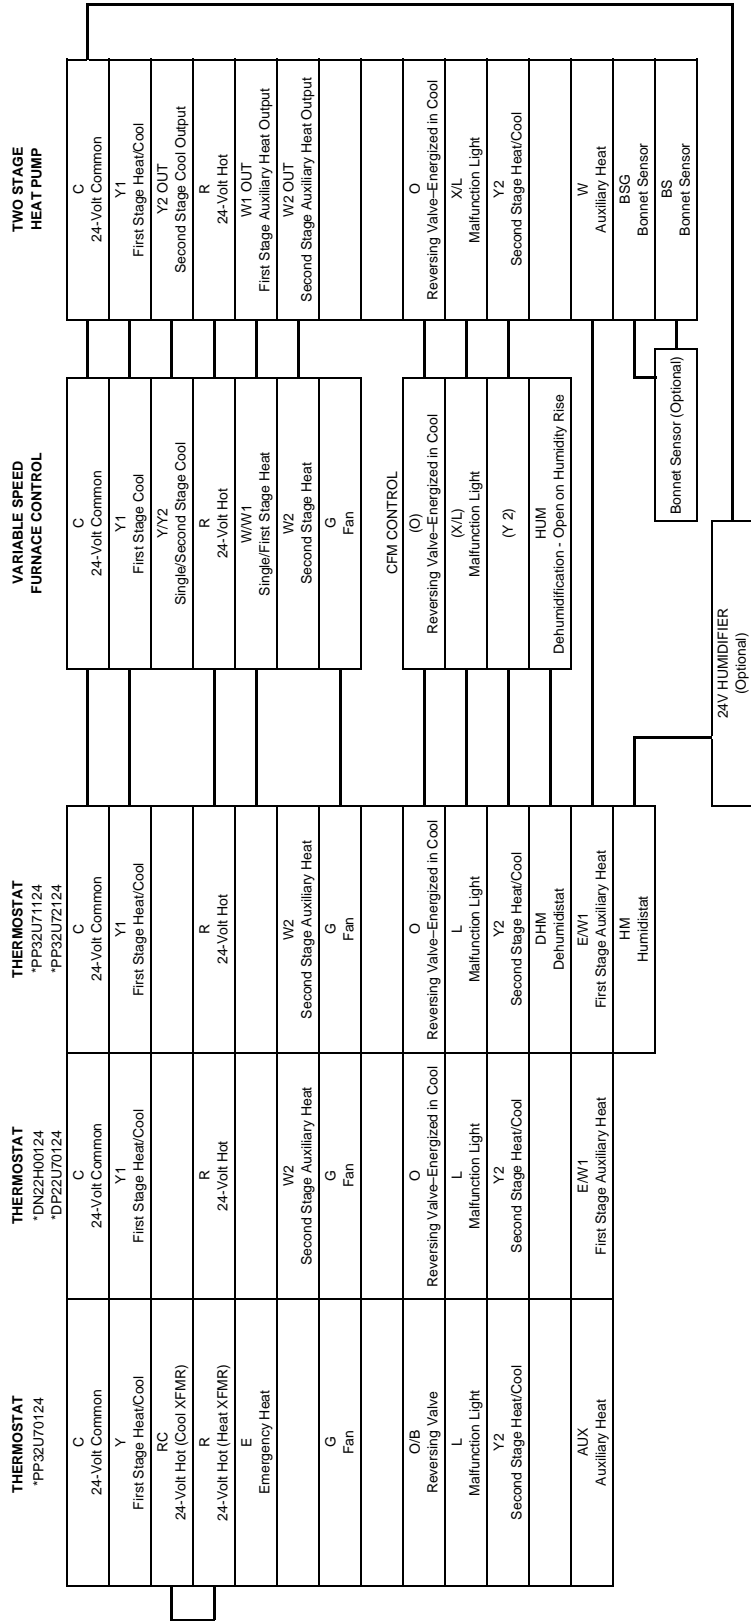 THERMOSTAT
*PP32U70124
C
24-Volt Common
Y
First Stage Heat/Cool
RC
24-Volt Hot (Cool XFMR)
R
24-Volt Hot (Heat XFMR)
E
Emergency Heat
G
Fan
O/B
Reversing Valve
L
Malfunction Light
Y2
Second Stage Heat/Cool
AUX
Auxiliary Heat
THERMOSTAT
*DN22H00124
*DP22U70124
C
24-Volt Common
Y1
First Stage Heat/Cool
R
24-Volt Hot
W2
Second Stage Auxiliary Heat
G
Fan
O
Reversing Valve–Energized in Cool
L
Malfunction Light
Y2
Second Stage Heat/Cool
E/W1
First Stage Auxiliary Heat
THERMOSTAT
*PP32U71124
*PP32U72124
C
24-Volt Common
Y1
First Stage Heat/Cool
R
24-Volt Hot
W2
Second Stage Auxiliary Heat
G
Fan
O
Reversing Valve–Energized in Cool
L
Malfunction Light
Y2
Second Stage Heat/Cool
DHM
Dehumidistat
E/W1
First Stage Auxiliary Heat
HM
Humidistat
VARIABLE SPEED
FURNACE CONTROL
C
24-Volt Common
Y1
First Stage Cool
Y/Y2
Single/Second Stage Cool
R
24-Volt Hot
W/W1
Single/First Stage Heat
W2
Second Stage Heat
G
Fan
CFM CONTROL
(O)
Reversing Valve–Energized in Cool
(X/L)
Malfunction Light
(Y 2)
HUM
Dehumidification - Open on Humidity Rise
Bonnet Sensor (Optional)
24V HUMIDIFIER
(Optional)
TWO STAGE
HEAT PUMP
C
24-Volt Common
Y1
First Stage Heat/Cool
Y2 OUT
Second Stage Cool Output
R
24-Volt Hot
W1 OUT
First Stage Auxiliary Heat Output
W2 OUT
Second Stage Auxiliary Heat Output
O
Reversing Valve–Energized in Cool
X/L
Malfunction Light
Y2
Second Stage Heat/Cool
W
Auxiliary Heat
BSG
Bonnet Sensor
BS
Bonnet Sensor